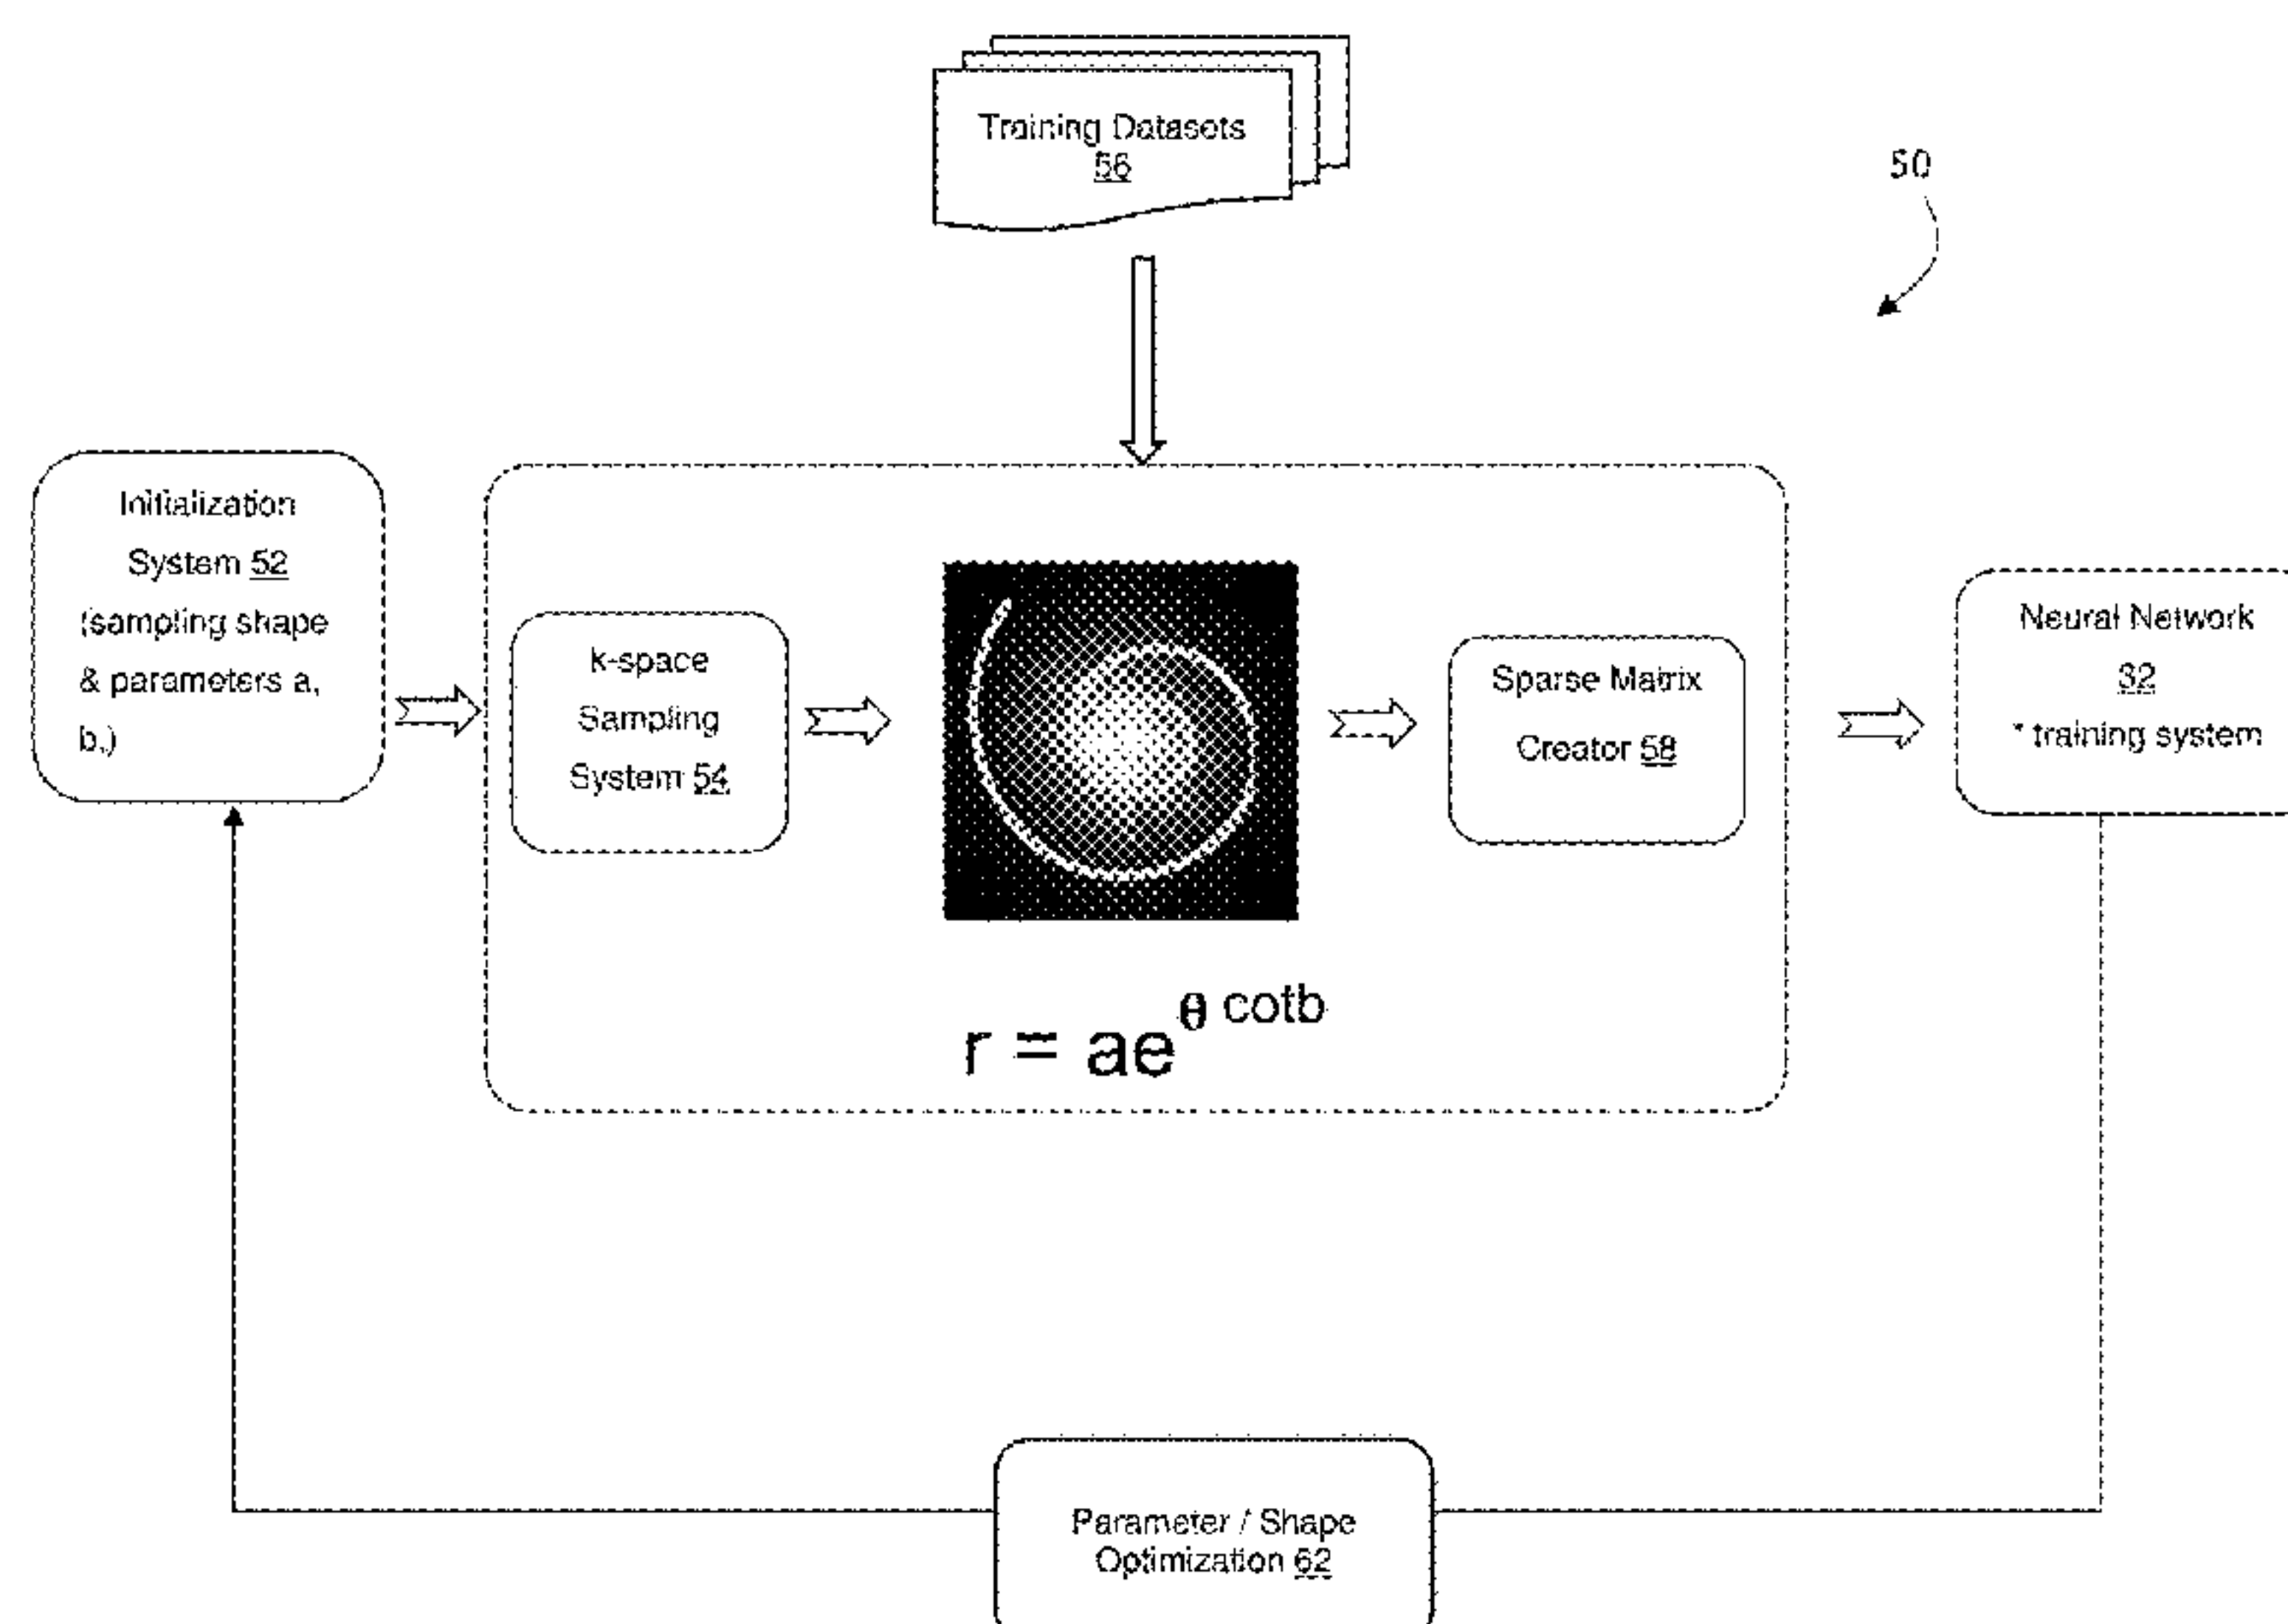 Training Datasets
56
50
Initialization
System 52
(sampling shape
& parameters a,
b,)
k-space
Sampling
System 54
r = ae^θ cotb
Sparse Matrix
Creator 58
Neural Network
32
* training system
Parameter / Shape
Optimization 62